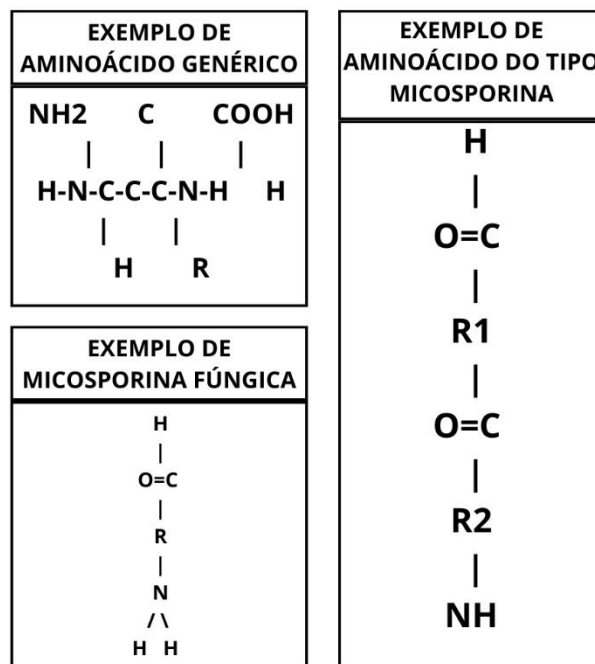 EXEMPLO DE
AMINOÁCIDO GENÉRICO
NH2 C COOH
| | |
H-N-C-C-C-N-H H
| |
H R
EXEMPLO DE
MICOSPORINA FÚNGICA
H
|
O=C
|
R
|
N
/ \
H H
EXEMPLO DE
AMINOÁCIDO DO TIPO
MICOSPORINA
H
|
O=C
|
R1
|
O=C
|
R2
|
NH